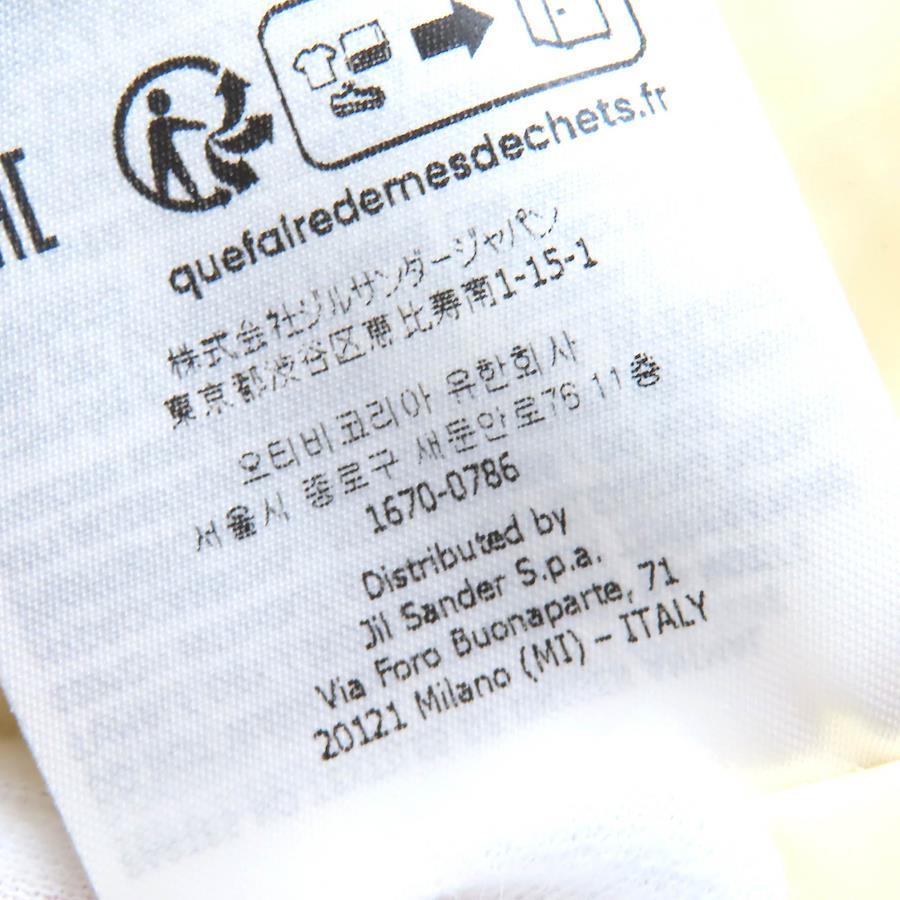 quefairedemesdechets.fr
株式会社ジルサンダージャパン
東京都渋谷区恵比寿南1-15-1
오티비코리아 유한회사
서울시 종로구 새문안로76 11층
1670-0786
Distributed by
Jil Sander S.p.a.
Via Foro Buonaparte, 71
20121 Milano (MI) – ITALY